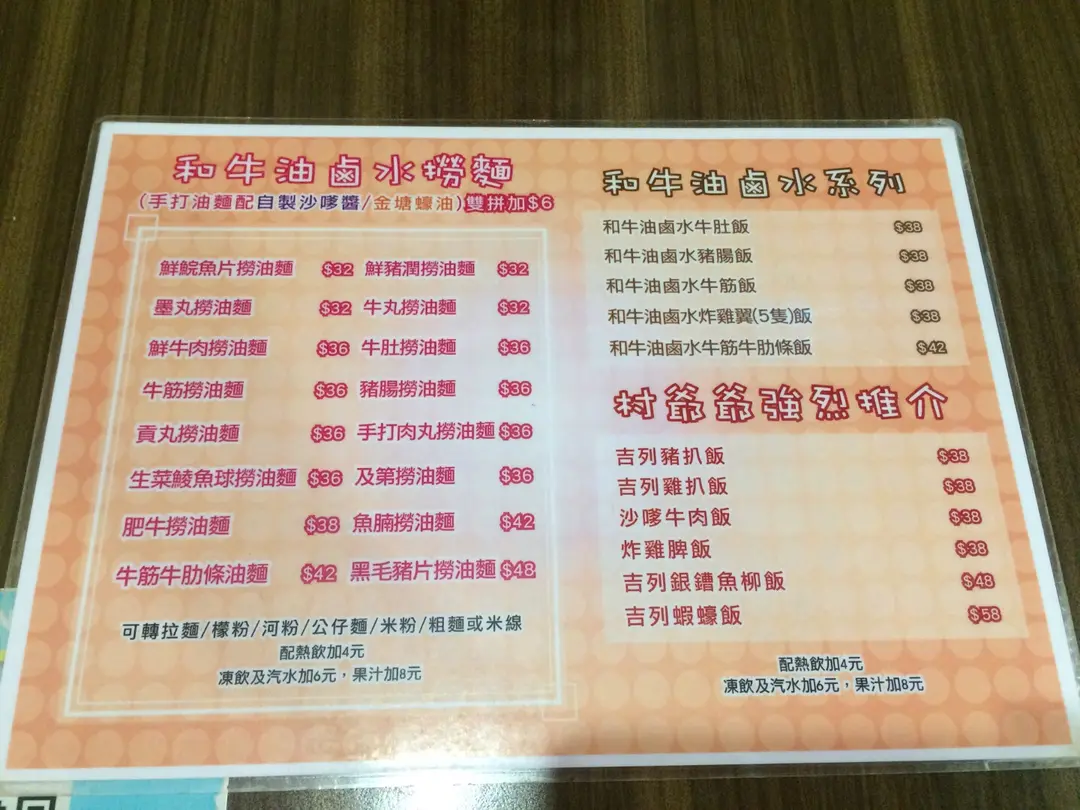 和牛油鹵水撈麵
(手打油麵配自製沙嗲醬/金塘蠔油)雙拼加$6
鮮鯇魚片撈油麵 $32 鮮豬潤撈油麵 $32
墨丸撈油麵 $32 牛丸撈油麵 $32
鮮牛肉撈油麵 $36 牛肚撈油麵 $36
牛筋撈油麵 $36 豬腸撈油麵 $36
貢丸撈油麵 $36 手打肉丸撈油麵 $36
生菜鯪魚球撈油麵 $36 及第撈油麵 $36
肥牛撈油麵 $38 魚腩撈油麵 $42
牛筋牛肋條油麵 $42 黑毛豬片撈油麵 $48
可轉拉麵/檬粉/河粉/公仔麵/米粉/粗麵或米線
配熱飲加4元
凍飲及汽水加6元，果汁加8元
和牛油鹵水系列
和牛油鹵水牛肚飯 $38
和牛油鹵水豬腸飯 $38
和牛油鹵水牛筋飯 $38
和牛油鹵水炸雞翼(5隻)飯 $38
和牛油鹵水牛筋牛肋條飯 $42
村爺爺強烈推介
吉列豬扒飯 $38
吉列雞扒飯 $38
沙嗲牛肉飯 $38
炸雞脾飯 $38
吉列銀鱈魚柳飯 $48
吉列蝦蠔飯 $58
配熱飲加4元
凍飲及汽水加6元，果汁加8元